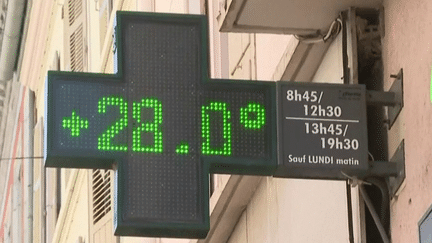 +28.0°
8h45/
12h30
13h45/
19h30
Sauf LUNDI matin